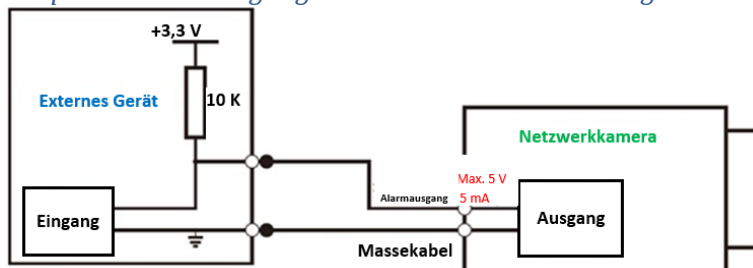 +3,3 V
Externes Gerät
10 K
Netzwerkkamera
Max. 5 V
Alarmausgang
5 mA
Eingang
Ausgang
Massekabel